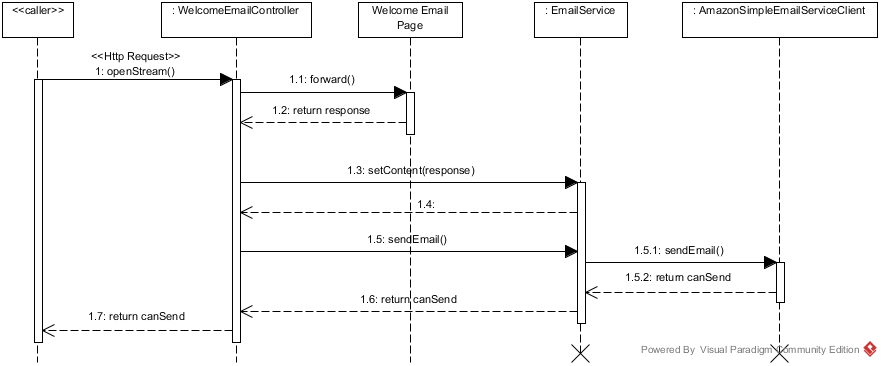 <<caller>>
: WelcomeEmailController
Welcome Email
Page
: EmailService
: AmazonSimpleEmailServiceClient
<<Http Request>>
1: openStream()
1.1: forward()
1.2: return response
1.3: setContent(response)
1.4:
1.5: sendEmail()
1.5.1: sendEmail()
1.5.2: return canSend
1.6: return canSend
1.7: return canSend
Powered By Visual Paradigm Community Edition